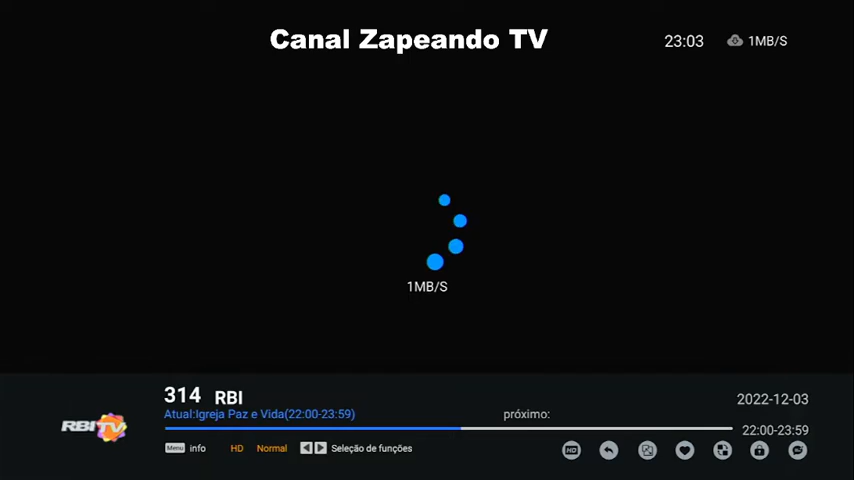 Canal Zapeando TV
23:03
1MB/S
1MB/S
314 RBI
2022-12-03
Atual:Igreja Paz e Vida(22:00-23:59)
próximo:
RBI TV
22:00-23:59
Menu info HD Normal Seleção de funções
HD